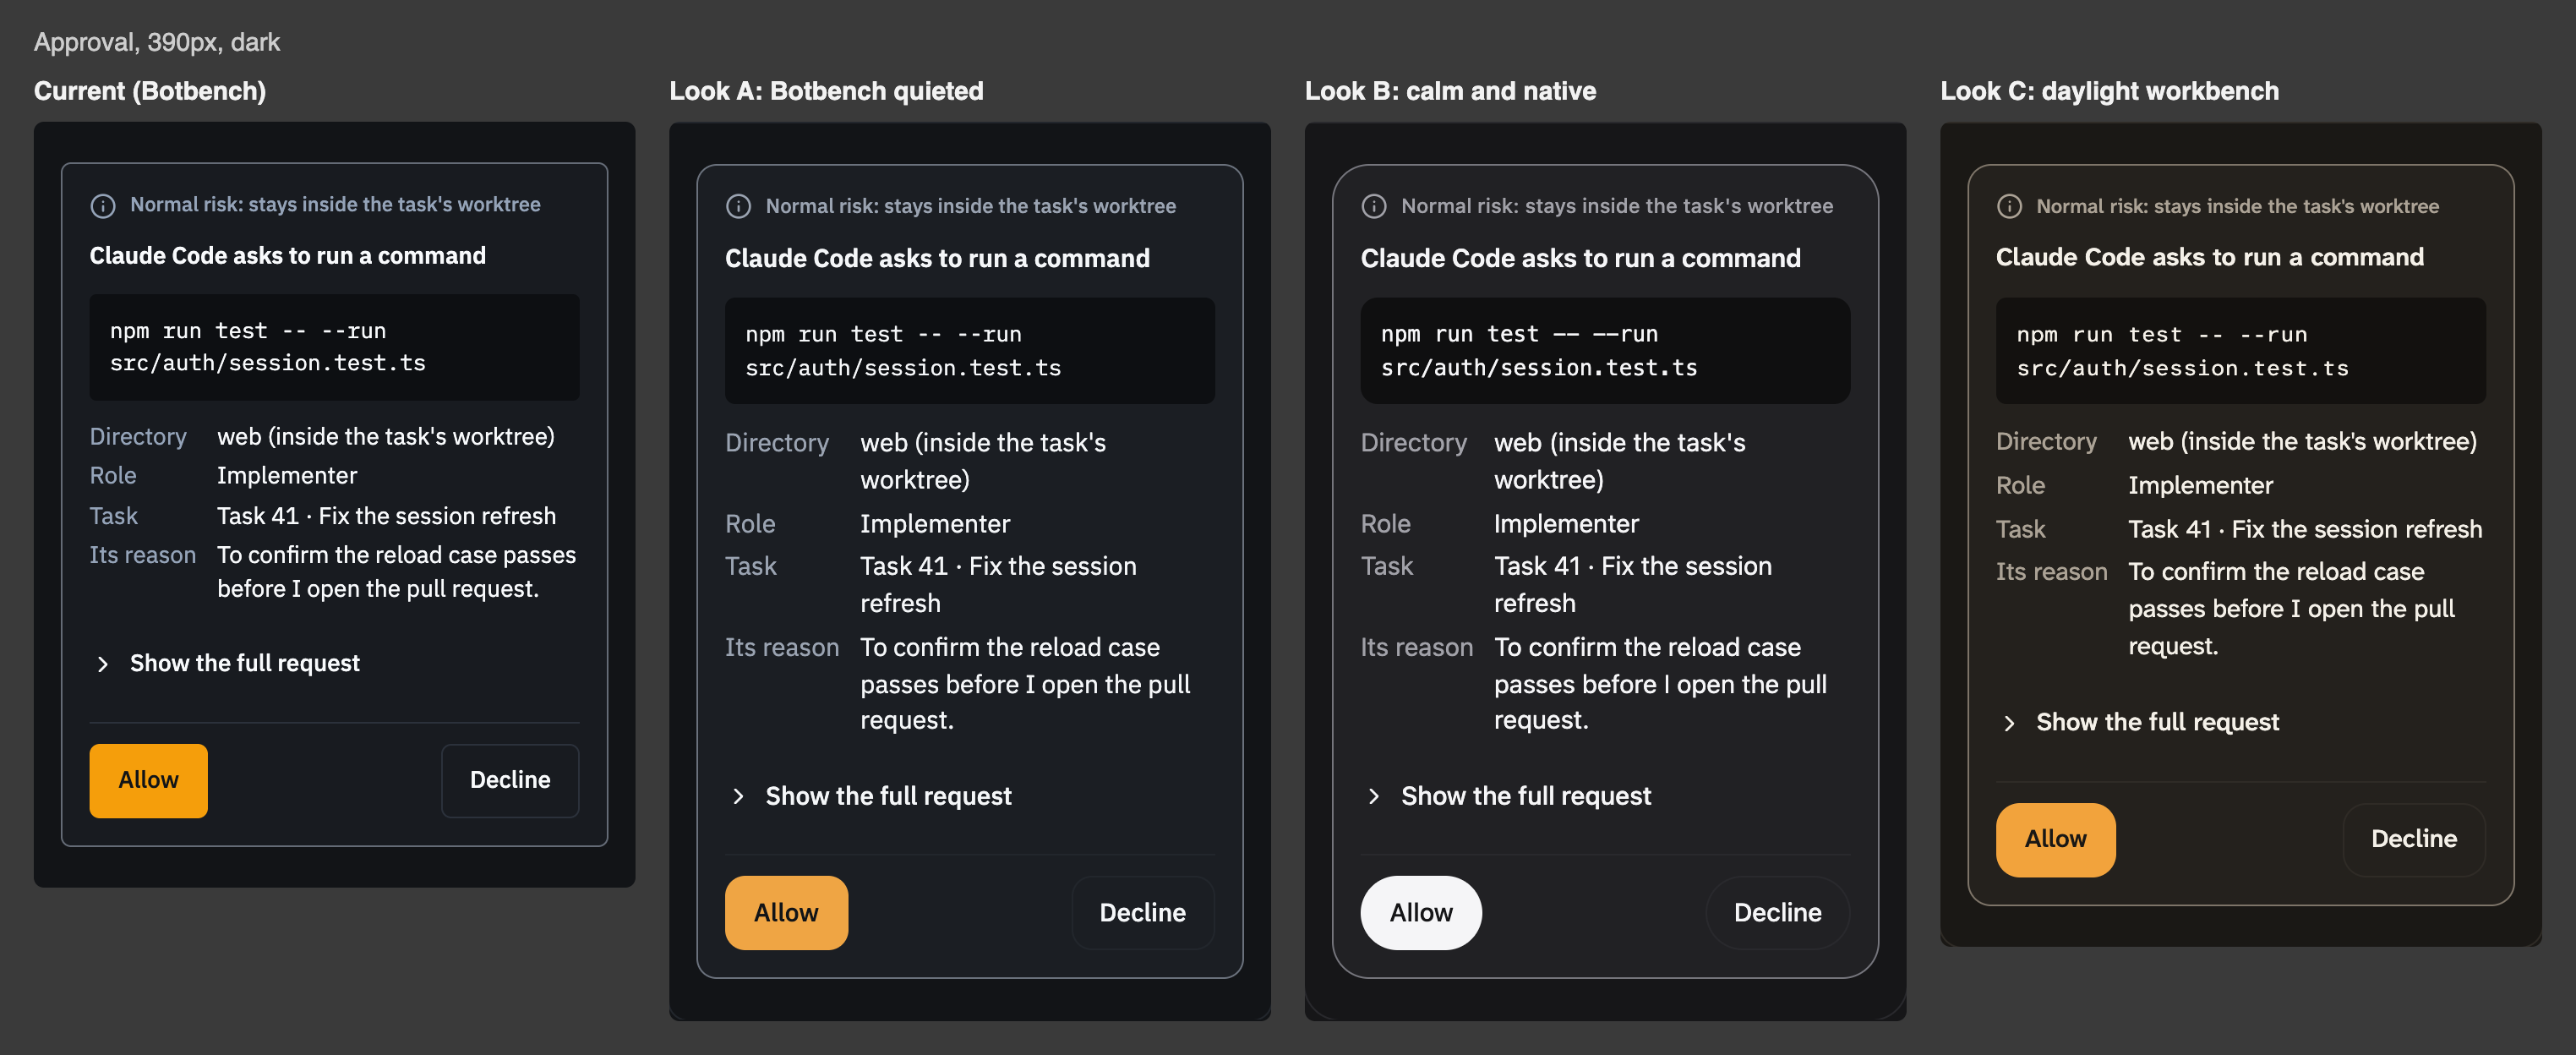 Approval, 390px, dark
Current (Botbench)
Normal risk: stays inside the task's worktree
Claude Code asks to run a command
npm run test -- --run
src/auth/session.test.ts
Directory web (inside the task's worktree)
Role Implementer
Task Task 41 · Fix the session refresh
Its reason To confirm the reload case passes
before I open the pull request.
Show the full request
Allow Decline
Look A: Botbench quieted
Normal risk: stays inside the task's worktree
Claude Code asks to run a command
npm run test -- --run
src/auth/session.test.ts
Directory web (inside the task's
worktree)
Role Implementer
Task Task 41 · Fix the session
refresh
Its reason To confirm the reload case
passes before I open the pull
request.
Show the full request
Allow Decline
Look B: calm and native
Normal risk: stays inside the task's worktree
Claude Code asks to run a command
npm run test -- --run
src/auth/session.test.ts
Directory web (inside the task's
worktree)
Role Implementer
Task Task 41 · Fix the session
refresh
Its reason To confirm the reload case
passes before I open the pull
request.
Show the full request
Allow Decline
Look C: daylight workbench
Normal risk: stays inside the task's worktree
Claude Code asks to run a command
npm run test -- --run
src/auth/session.test.ts
Directory web (inside the task's worktree)
Role Implementer
Task Task 41 · Fix the session refresh
Its reason To confirm the reload case
passes before I open the pull
request.
Show the full request
Allow Decline